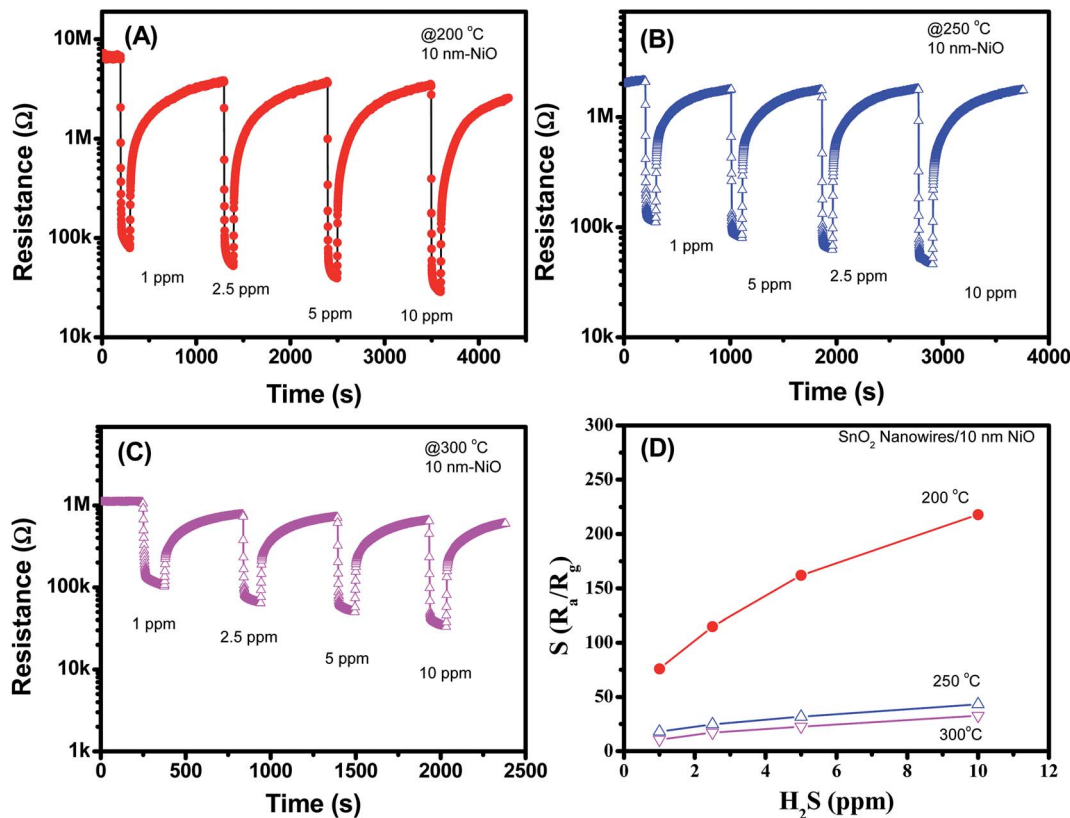 (A)
@200 °C
10 nm-NiO
10M
1M
100k
10k
Resistance (Ω)
1 ppm
2.5 ppm
5 ppm
10 ppm
0
1000
2000
3000
4000
Time (s)
(B)
@250 °C
10 nm-NiO
1M
100k
10k
Resistance (Ω)
1 ppm
5 ppm
2.5 ppm
10 ppm
0
1000
2000
3000
4000
Time (s)
(C)
@300 °C
10 nm-NiO
1M
100k
10k
1k
Resistance (Ω)
1 ppm
2.5 ppm
5 ppm
10 ppm
0
500
1000
1500
2000
2500
Time (s)
(D)
SnO₂ Nanowires/10 nm NiO
300
250
200
150
100
50
0
S (Rₐ/R_g)
200 °C
250 °C
300°C
0
2
4
6
8
10
12
H₂S (ppm)